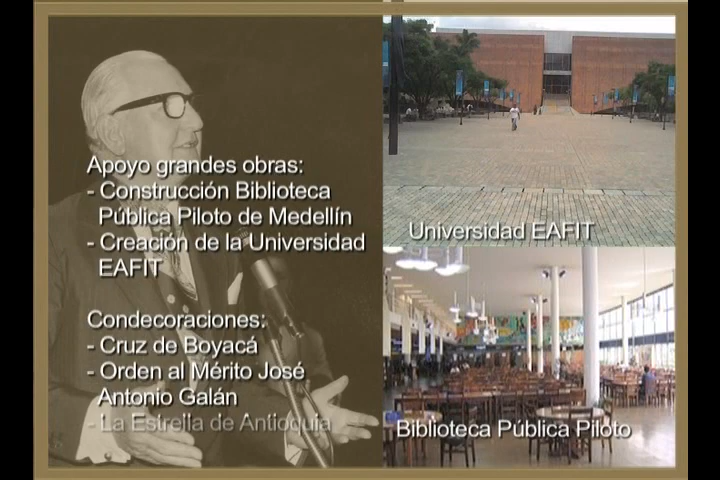 Apoyo grandes obras:
- Construcción Biblioteca
Pública Piloto de Medellín
- Creación de la Universidad
EAFIT
Condecoraciones:
- Cruz de Boyacá
- Orden al Mérito José
Antonio Galán
- La Estrella de Antioquia
Universidad EAFIT
Biblioteca Pública Piloto